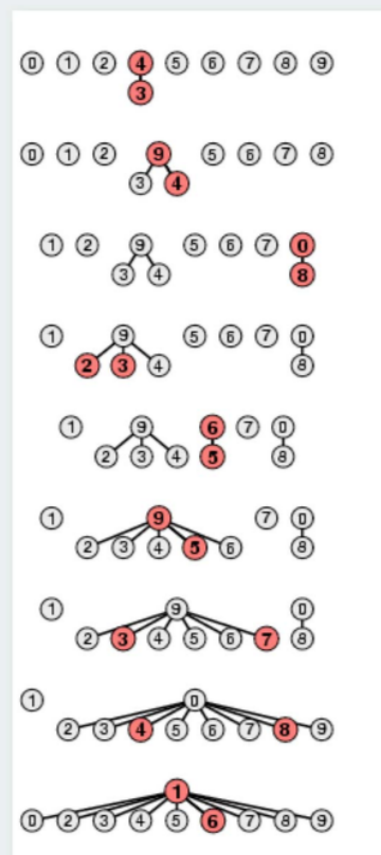 0 1 2 4 5 6 7 8 9
3
0 1 2 9 5 6 7 8
3 4
1 2 9 5 6 7 0
3 4 8
1 9 5 6 7 0
2 3 4 8
1 9 6 7 0
2 3 4 5 8
1 9 7 0
2 3 4 5 6 8
1 9 0
2 3 4 5 6 7 8
1 0
2 3 4 5 6 7 8 9
1
0 2 3 4 5 6 7 8 9